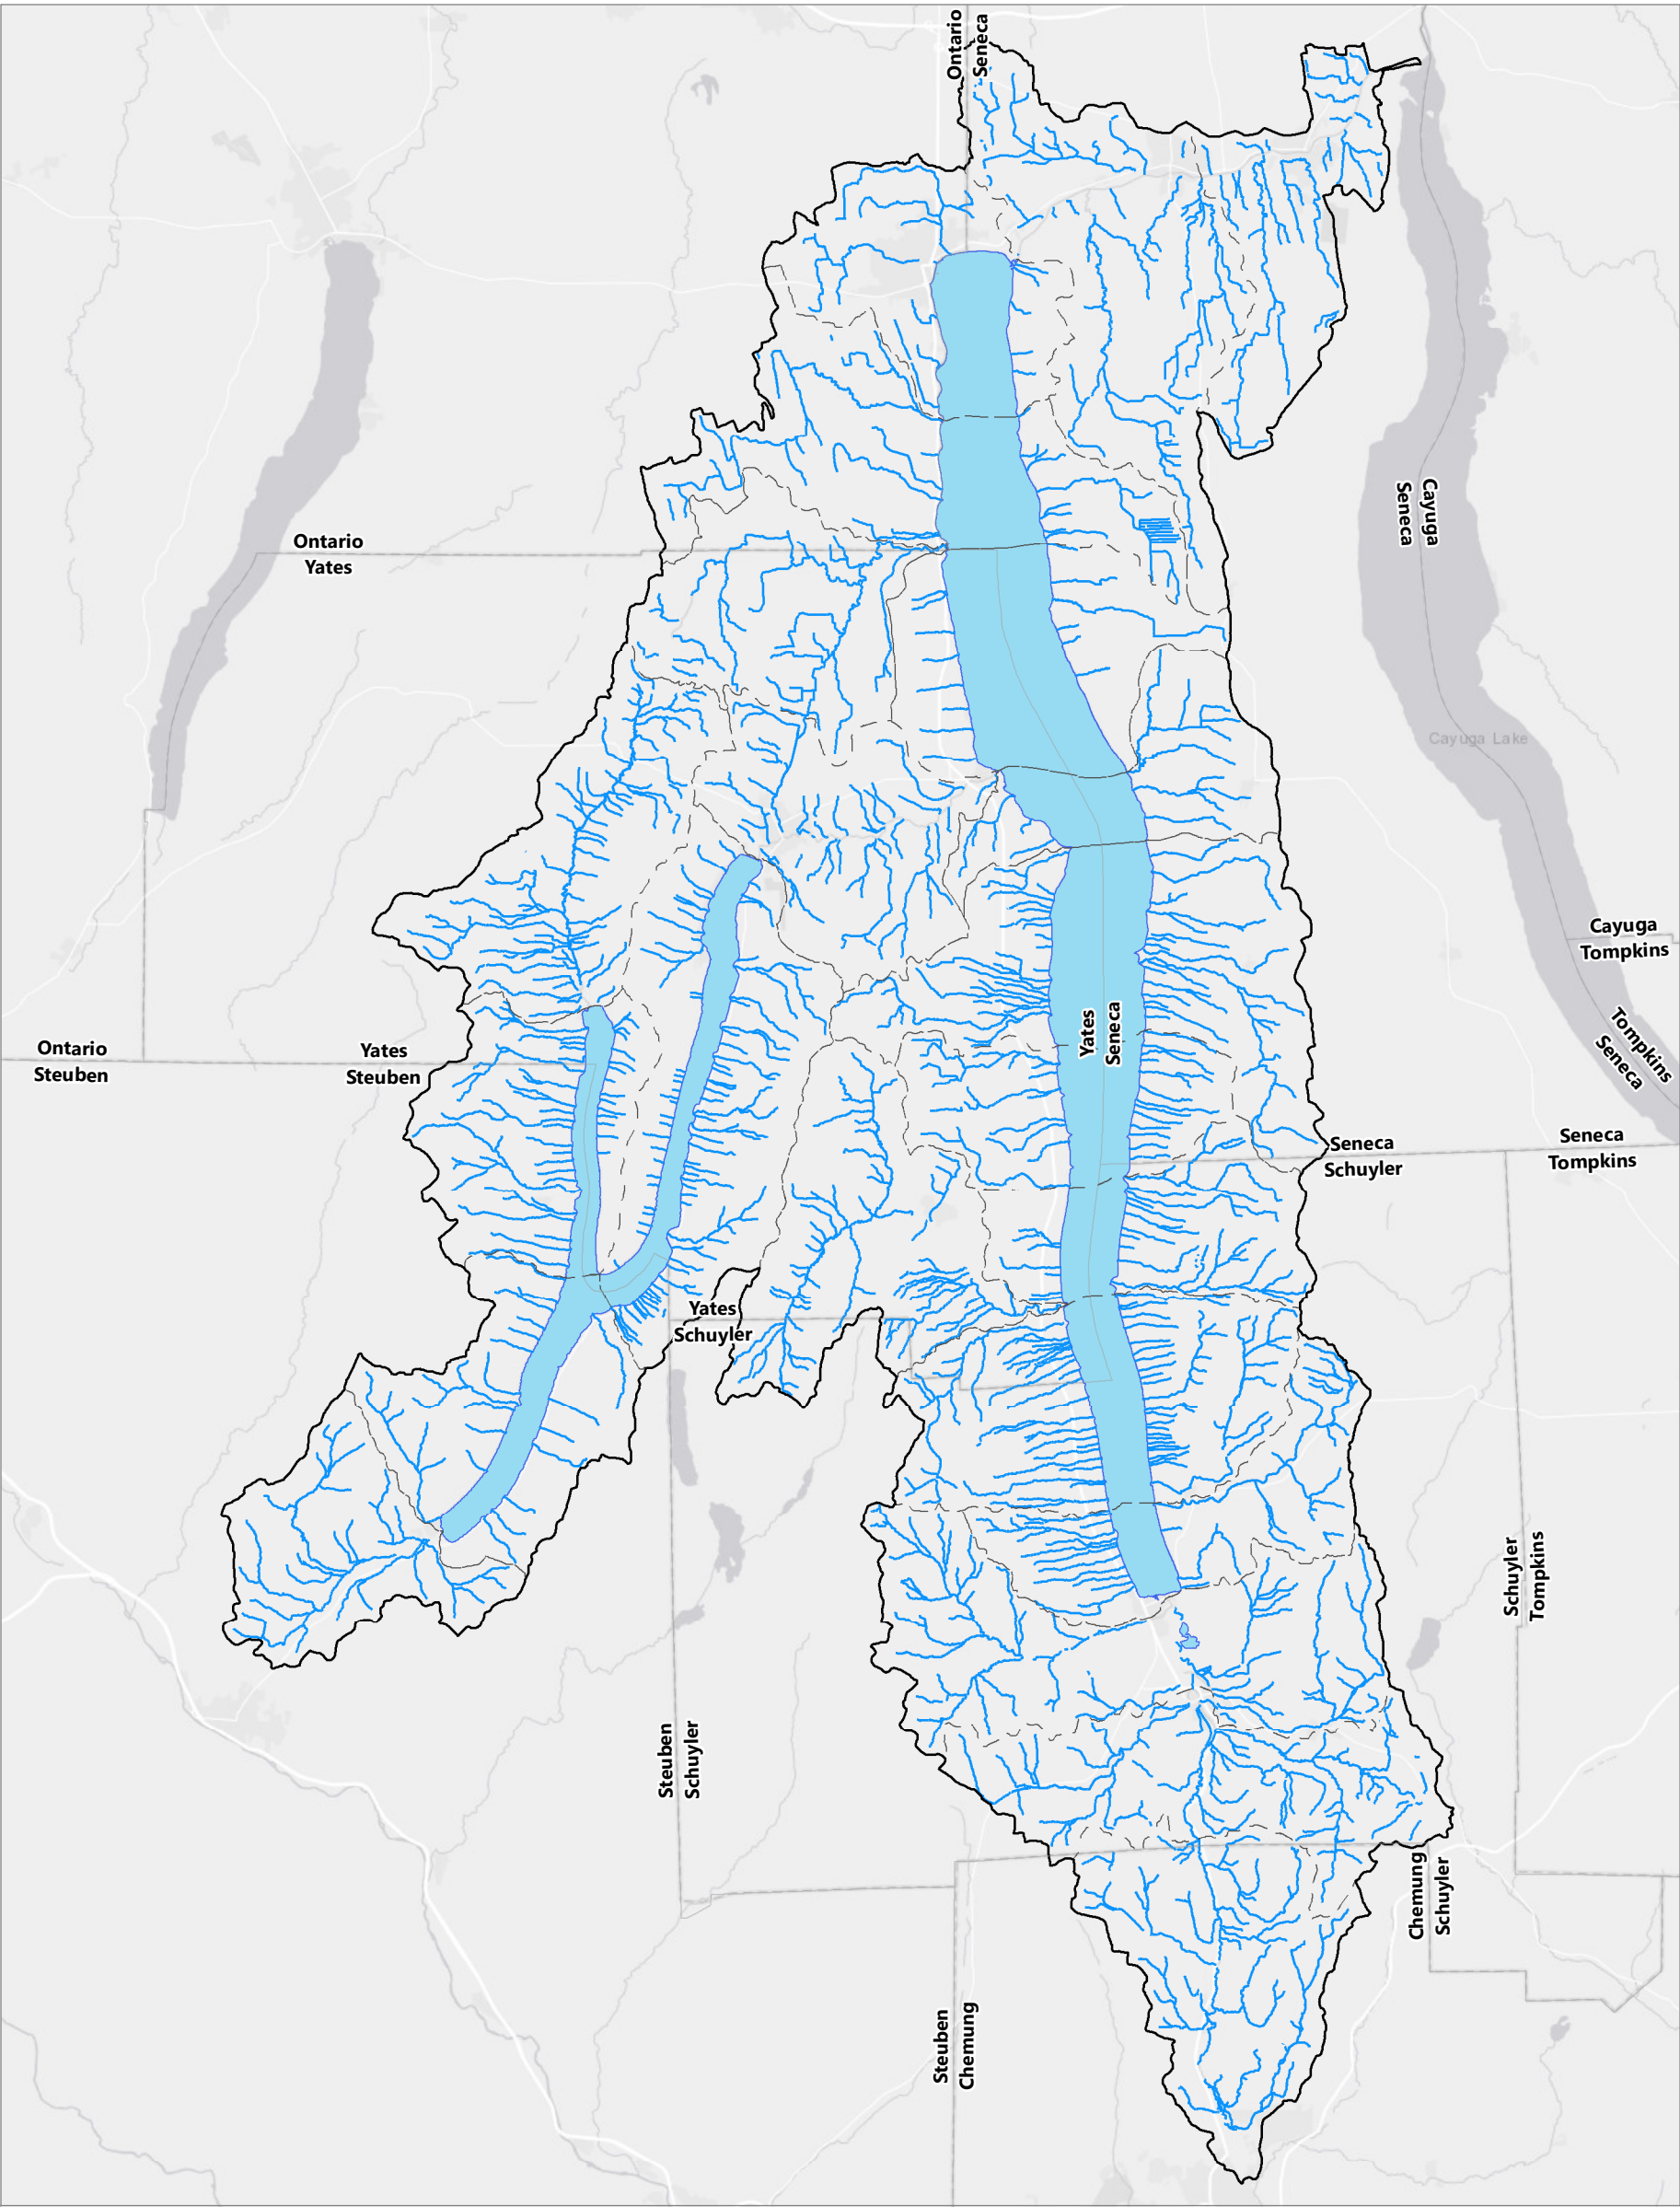 Ontario
Seneca
Cayuga
Seneca
Ontario
Yates
Cayuga Lake
Cayuga
Tompkins
Yates
Seneca
Tompkins
Seneca
Ontario
Steuben
Yates
Steuben
Seneca
Schuyler
Seneca
Tompkins
Yates
Schuyler
Schuyler
Tompkins
Steuben
Schuyler
Chemung
Schuyler
Steuben
Chemung